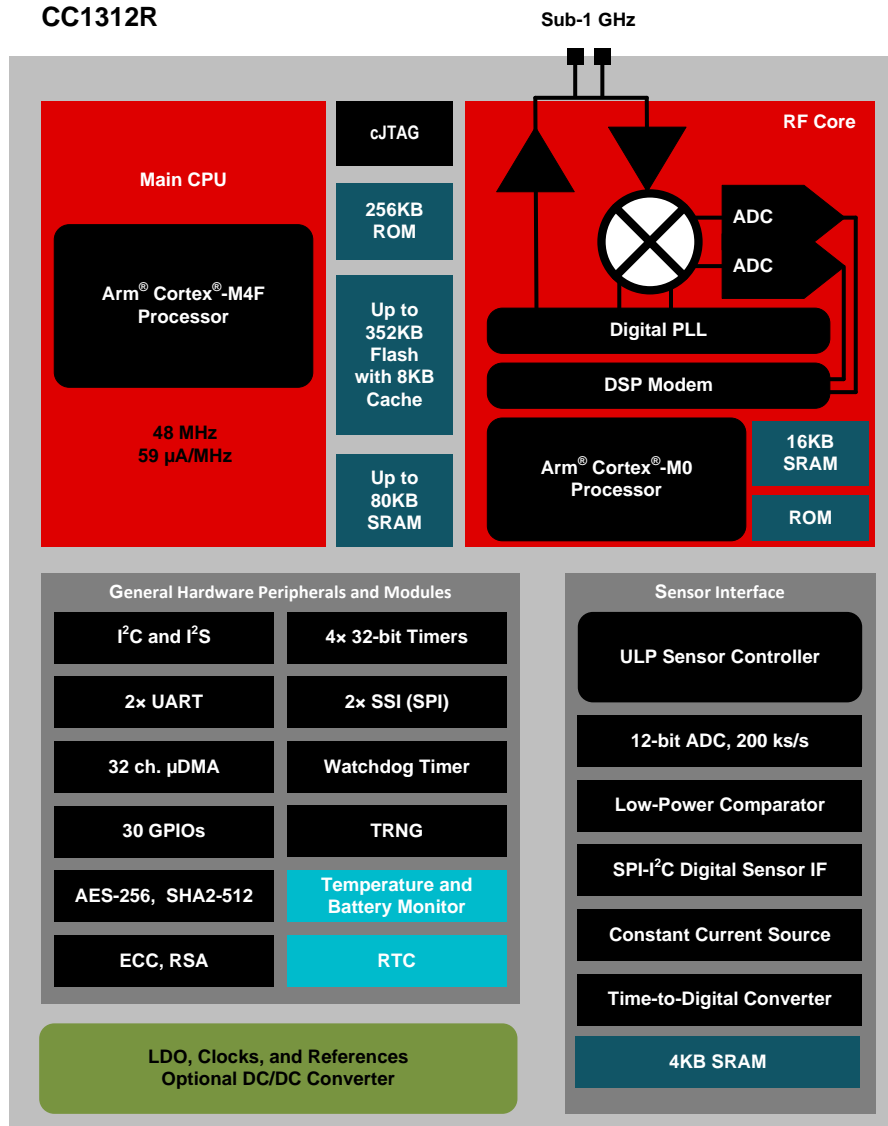 CC1312R
Sub-1 GHz
Main CPU
Arm® Cortex®-M4F
Processor
48 MHz
59 µA/MHz
cJTAG
256KB
ROM
Up to
352KB
Flash
with 8KB
Cache
Up to
80KB
SRAM
RF Core
ADC
ADC
Digital PLL
DSP Modem
Arm® Cortex®-M0
Processor
16KB
SRAM
ROM
General Hardware Peripherals and Modules
I²C and I²S
4× 32-bit Timers
2× UART
2× SSI (SPI)
32 ch. µDMA
Watchdog Timer
30 GPIOs
TRNG
AES-256, SHA2-512
Temperature and
Battery Monitor
ECC, RSA
RTC
LDO, Clocks, and References
Optional DC/DC Converter
Sensor Interface
ULP Sensor Controller
12-bit ADC, 200 ks/s
Low-Power Comparator
SPI-I²C Digital Sensor IF
Constant Current Source
Time-to-Digital Converter
4KB SRAM